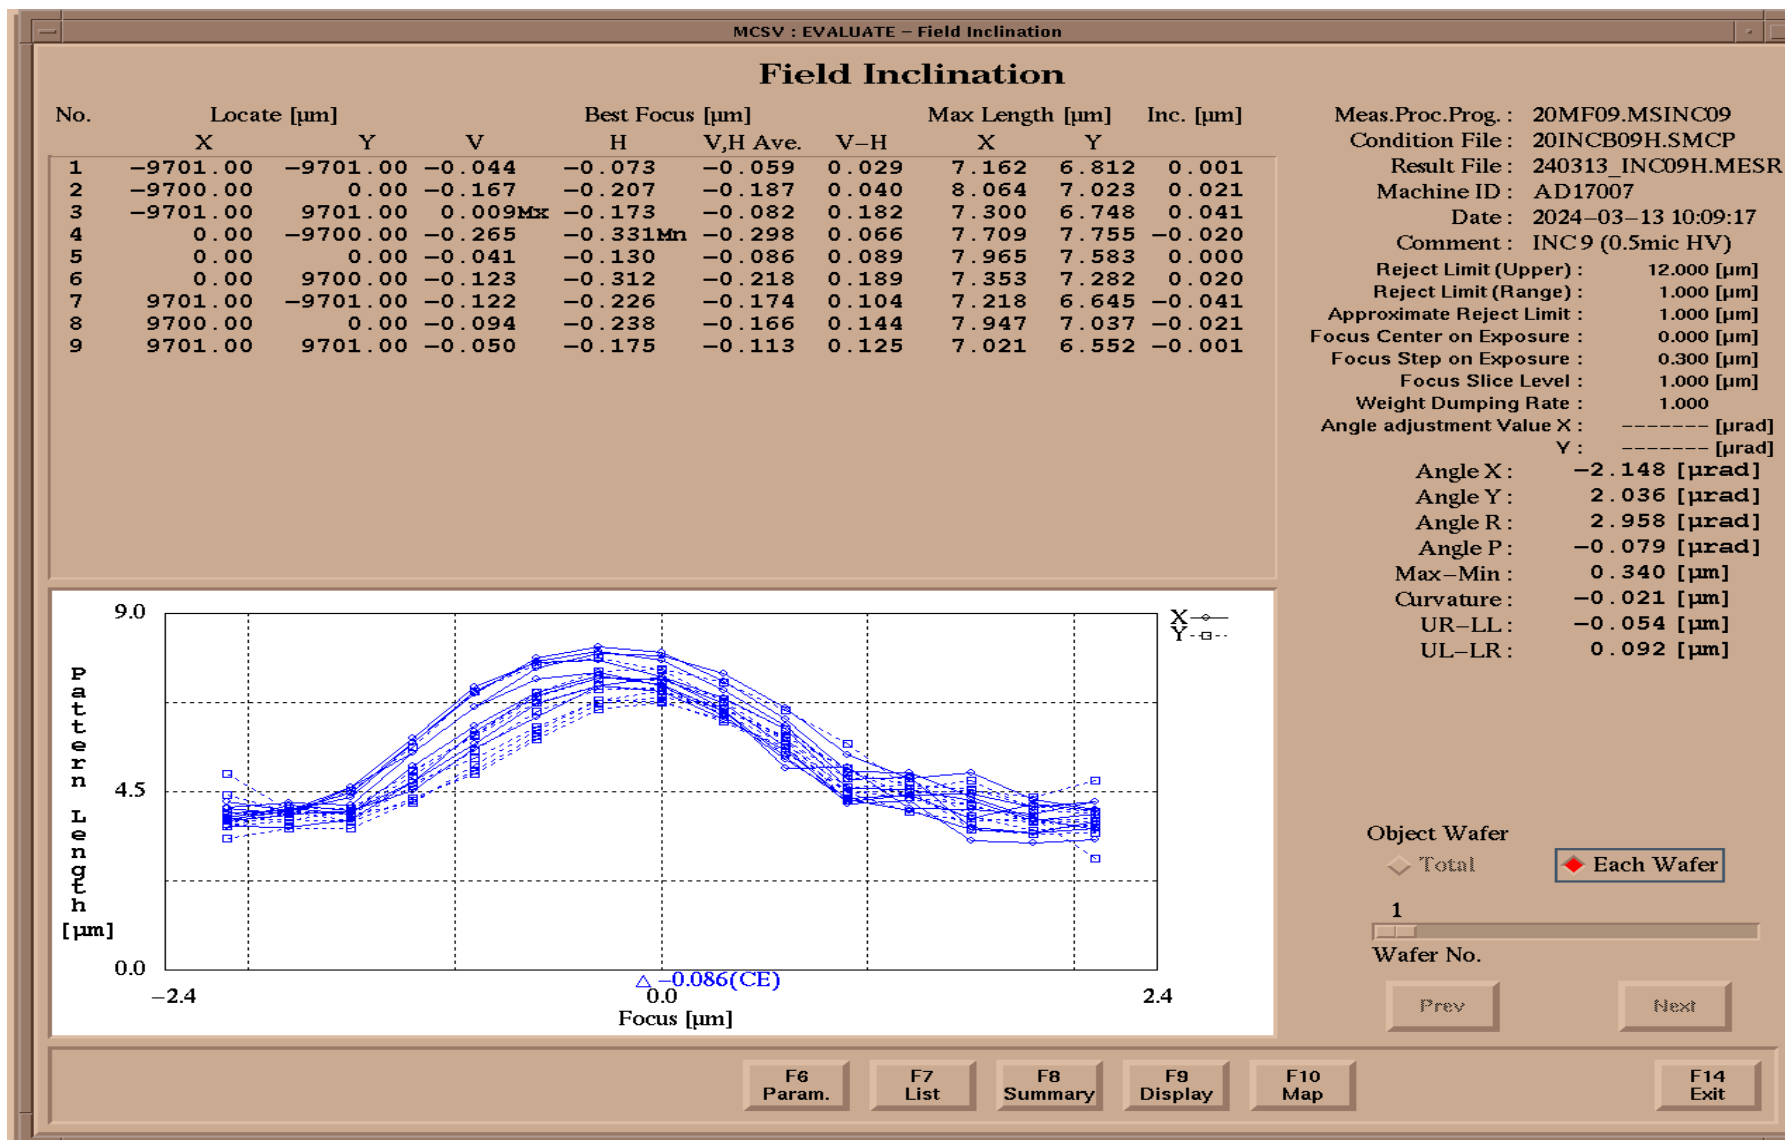 MCSV : EVALUATE – Field Inclination
Field Inclination
No. Locate [µm] Best Focus [µm] Max Length [µm] Inc. [µm]
X Y V H V,H Ave. V–H X Y
1 −9701.00 −9701.00 −0.044 −0.073 −0.059 0.029 7.162 6.812 0.001
2 −9700.00 0.00 −0.167 −0.207 −0.187 0.040 8.064 7.023 0.021
3 −9701.00 9701.00 0.009Mx −0.173 −0.082 0.182 7.300 6.748 0.041
4 0.00 −9700.00 −0.265 −0.331Mn −0.298 0.066 7.709 7.755 −0.020
5 0.00 0.00 −0.041 −0.130 −0.086 0.089 7.965 7.583 0.000
6 0.00 9700.00 −0.123 −0.312 −0.218 0.189 7.353 7.282 0.020
7 9701.00 −9701.00 −0.122 −0.226 −0.174 0.104 7.218 6.645 −0.041
8 9700.00 0.00 −0.094 −0.238 −0.166 0.144 7.947 7.037 −0.021
9 9701.00 9701.00 −0.050 −0.175 −0.113 0.125 7.021 6.552 −0.001
Meas.Proc.Prog. : 20MF09.MSINC09
Condition File : 20INCB09H.SMCP
Result File : 240313_INC09H.MESR
Machine ID : AD17007
Date : 2024−03−13 10:09:17
Comment : INC 9 (0.5mic HV)
Reject Limit (Upper) : 12.000 [µm]
Reject Limit (Range) : 1.000 [µm]
Approximate Reject Limit : 1.000 [µm]
Focus Center on Exposure : 0.000 [µm]
Focus Step on Exposure : 0.300 [µm]
Focus Slice Level : 1.000 [µm]
Weight Dumping Rate : 1.000
Angle adjustment Value X : ------- [µrad]
Y : ------- [µrad]
Angle X : −2.148 [µrad]
Angle Y : 2.036 [µrad]
Angle R : 2.958 [µrad]
Angle P : −0.079 [µrad]
Max−Min : 0.340 [µm]
Curvature : −0.021 [µm]
UR−LL : −0.054 [µm]
UL−LR : 0.092 [µm]
9.0
4.5
0.0
Pattern Length [µm]
X
Y
△ −0.086(CE)
−2.4 0.0 2.4
Focus [µm]
Object Wafer
Total Each Wafer
1
Wafer No.
Prev Next
F6 F7 F8 F9 F10 F14
Param. List Summary Display Map Exit